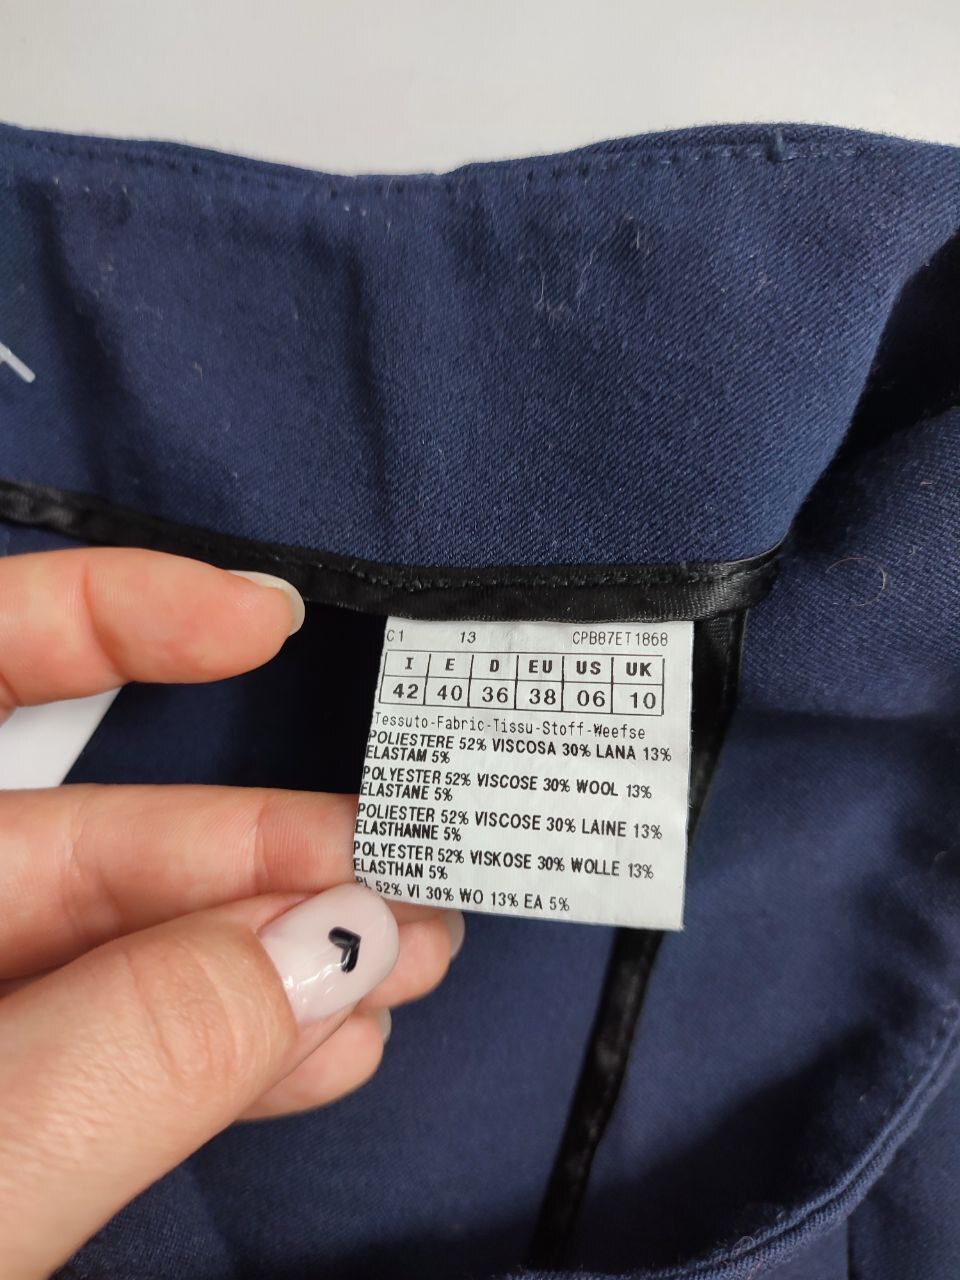 C1 13 CPB87ET1868
I E D EU US UK
42 40 36 38 06 10
Tessuto-Fabric-Tissu-Stoff-Weefse
POLIESTERE 52% VISCOSA 30% LANA 13%
ELASTAM 5%
POLYESTER 52% VISCOSE 30% WOOL 13%
ELASTANE 5%
POLIESTER 52% VISCOSE 30% LAINE 13%
ELASTHANNE 5%
POLYESTER 52% VISKOSE 30% WOLLE 13%
ELASTHAN 5%
PL 52% VI 30% WO 13% EA 5%